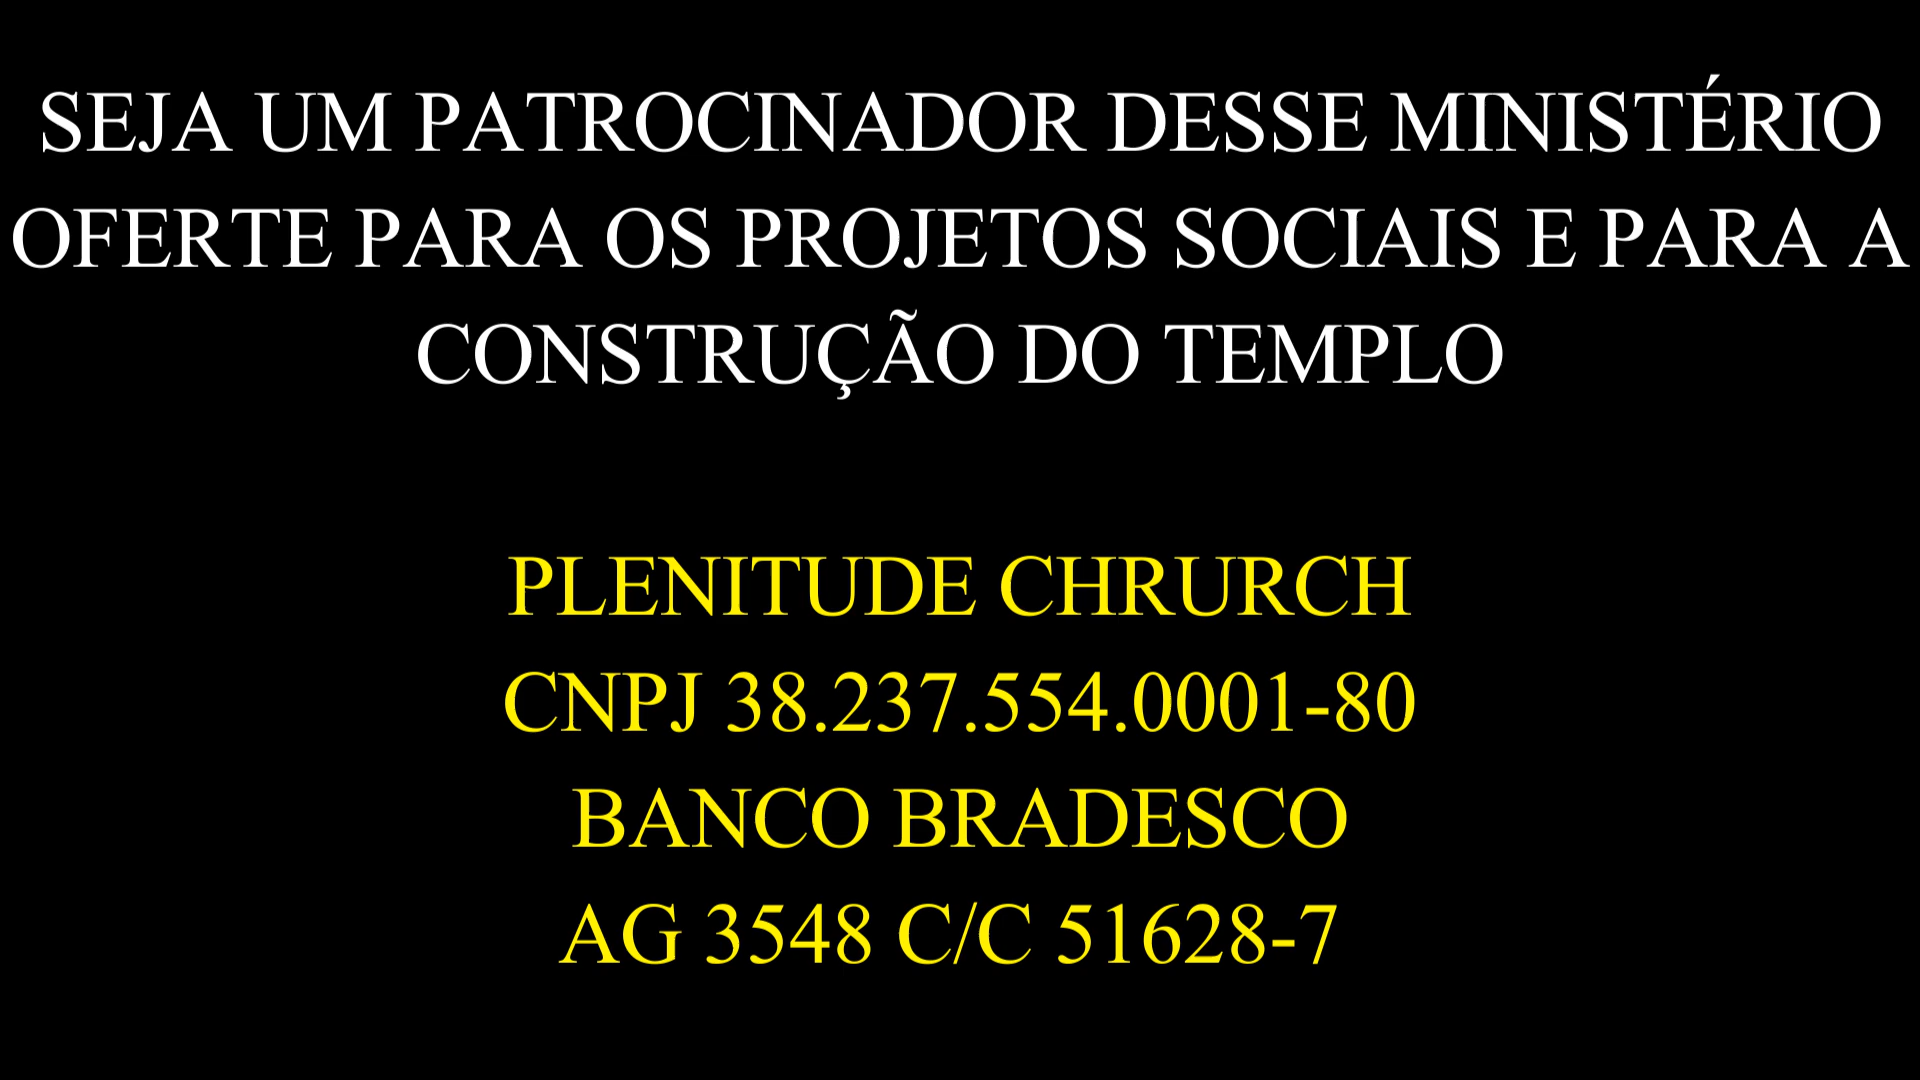 SEJA UM PATROCINADOR DESSE MINISTÉRIO
OFERTE PARA OS PROJETOS SOCIAIS E PARA A
CONSTRUÇÃO DO TEMPLO
PLENITUDE CHRURCH
CNPJ 38.237.554.0001-80
BANCO BRADESCO
AG 3548 C/C 51628-7